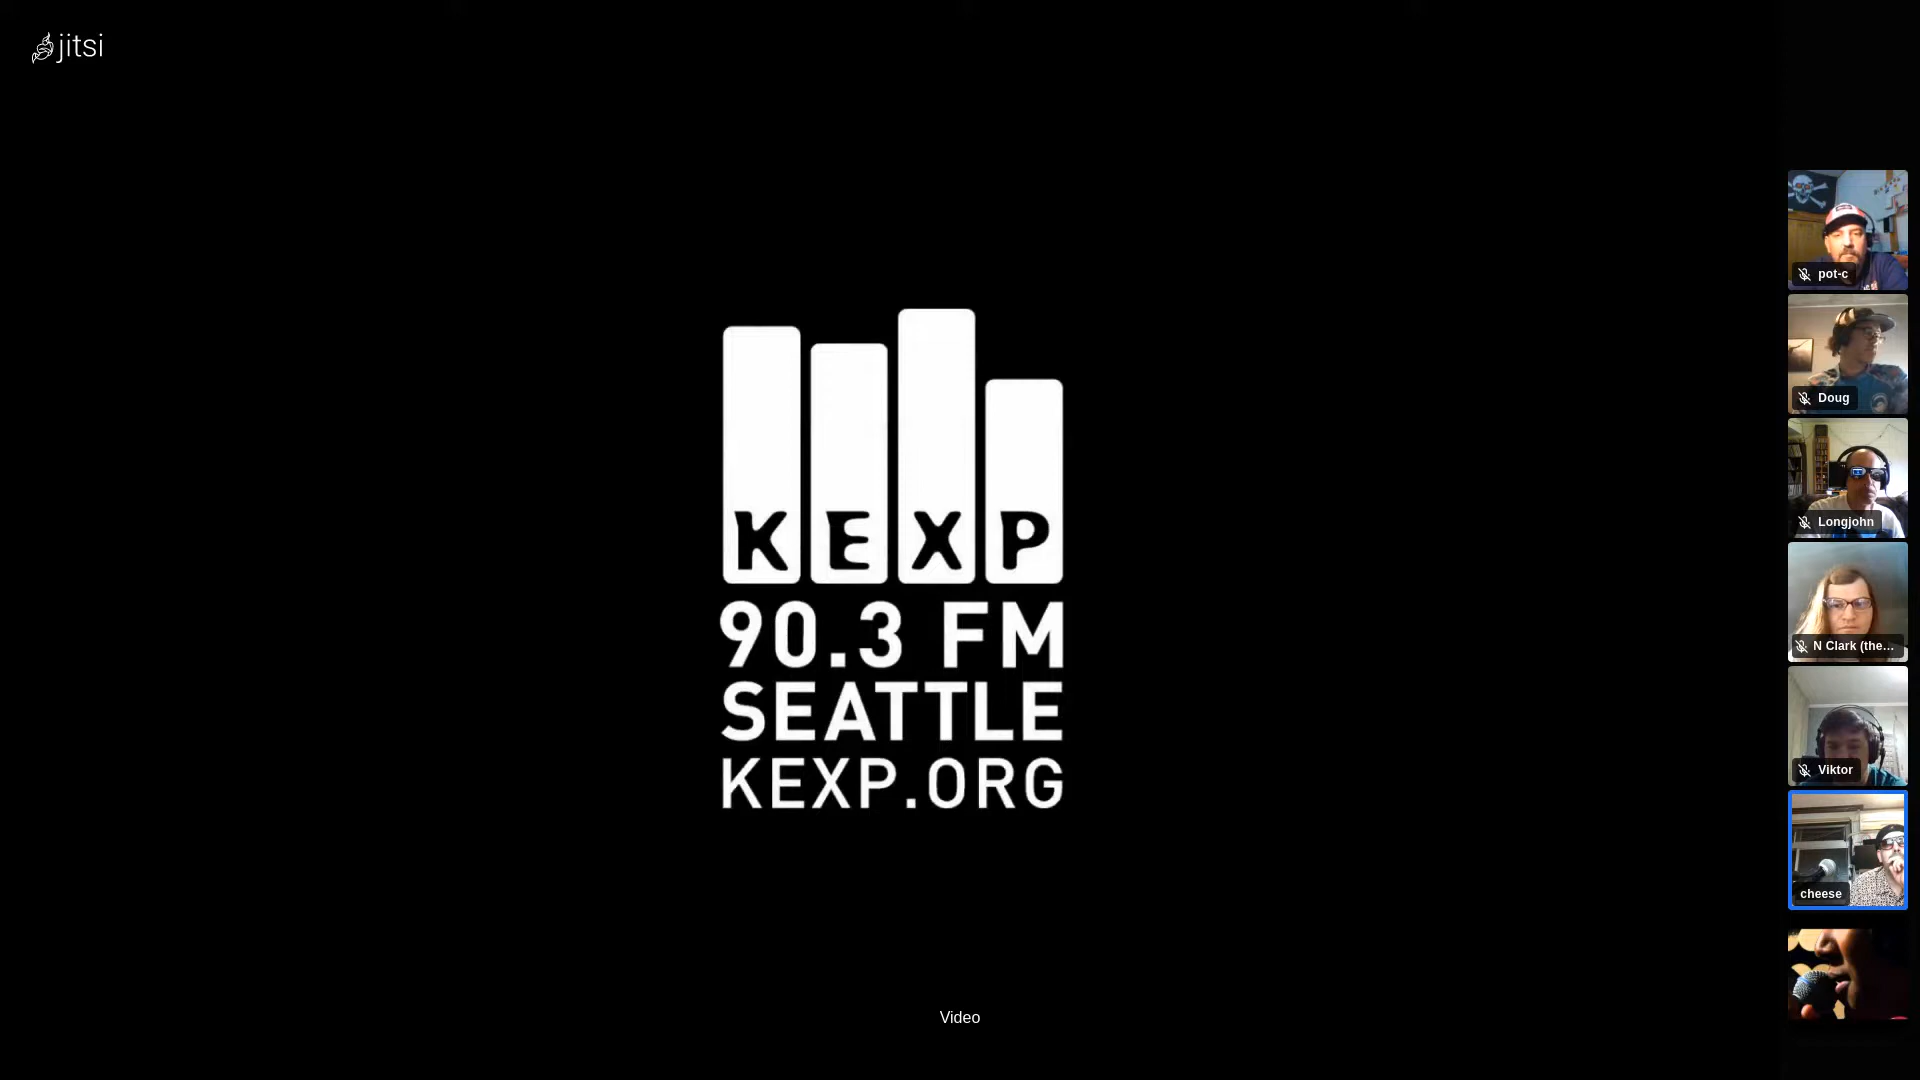 jitsi
KEXP
90.3 FM
SEATTLE
KEXP.ORG
Video
pot-c
Doug
Longjohn
N Clark (the...
Viktor
cheese